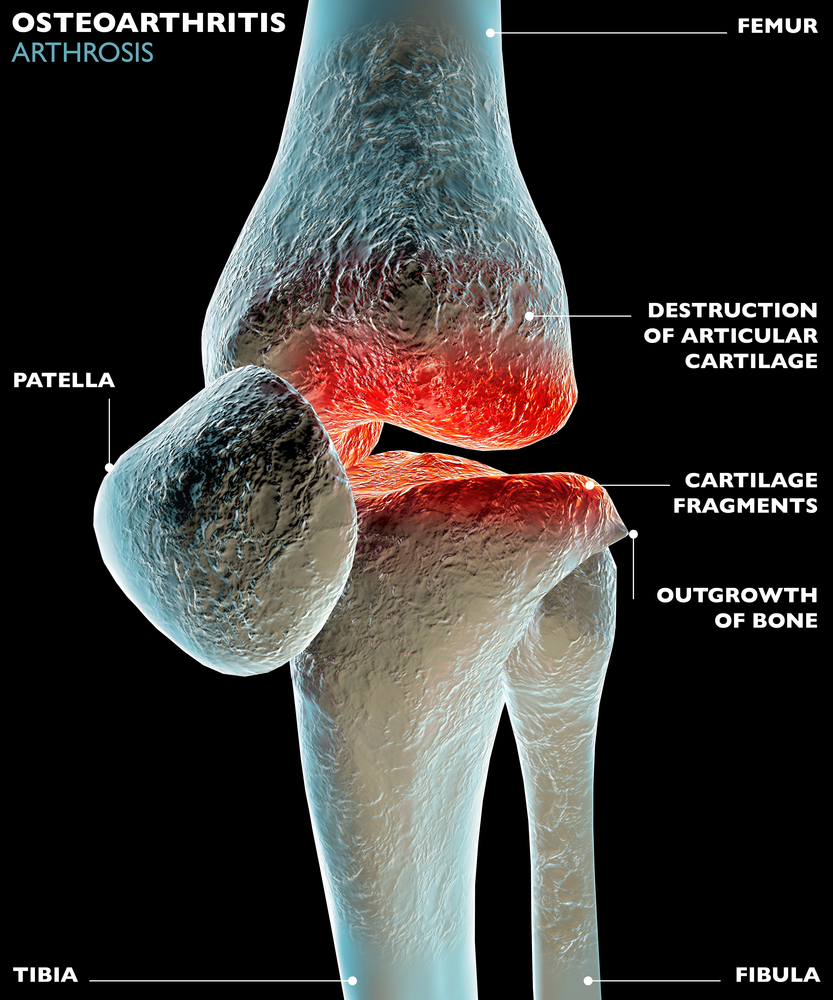 OSTEOARTHRITIS
ARTHROSIS
FEMUR
DESTRUCTION
OF ARTICULAR
CARTILAGE
PATELLA
CARTILAGE
FRAGMENTS
OUTGROWTH
OF BONE
TIBIA
FIBULA